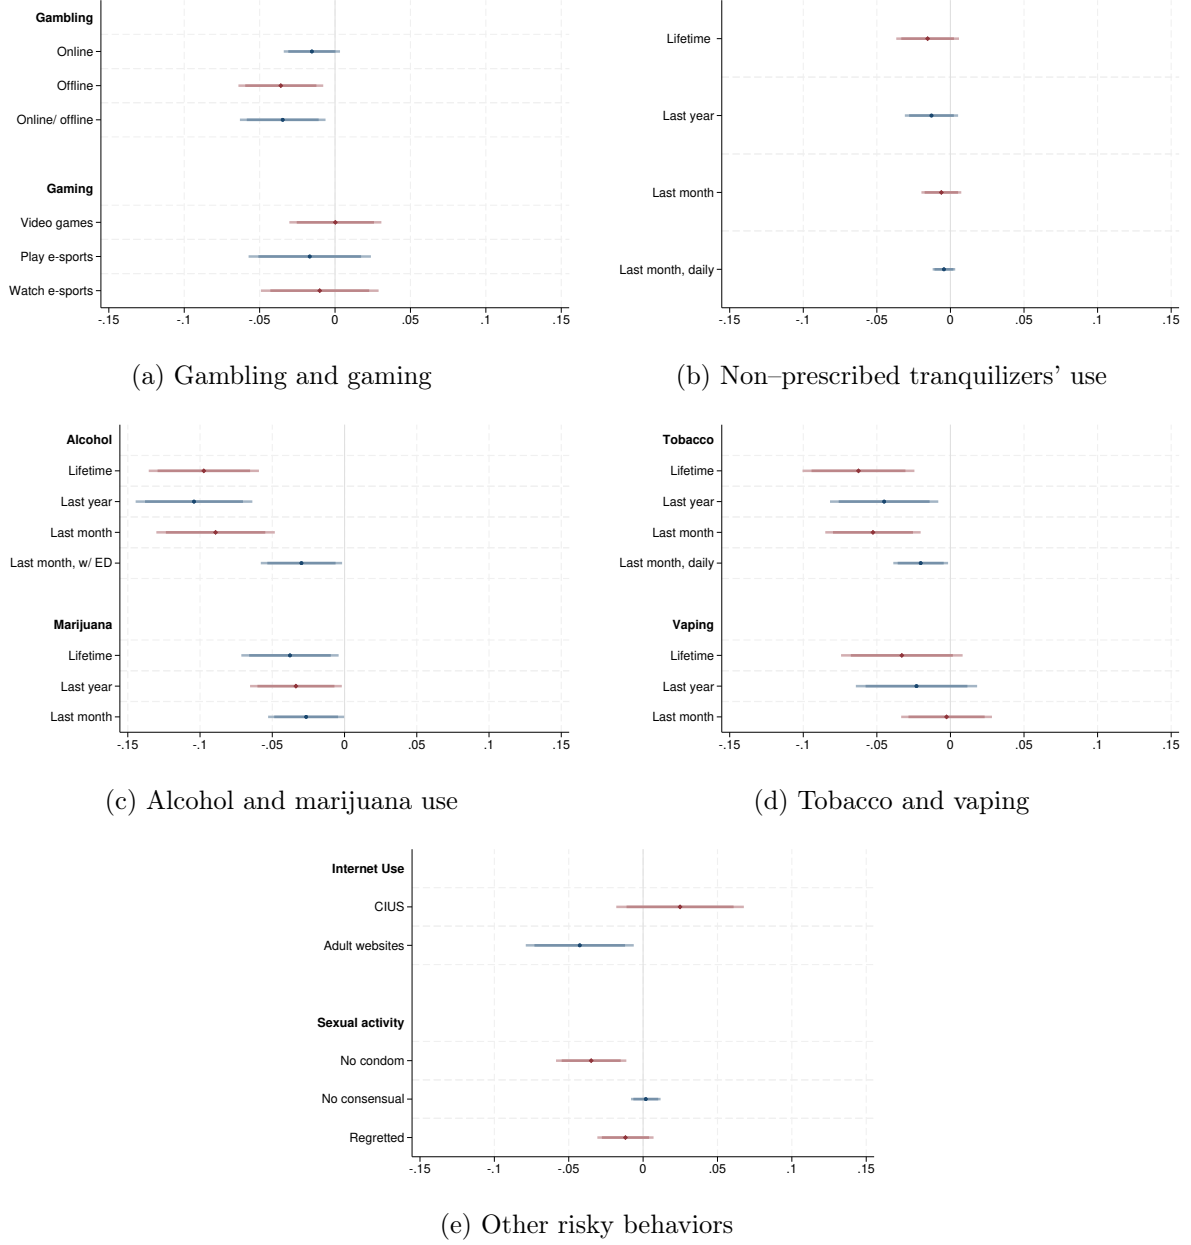 Gambling
Online
Offline
Online/ offline
Gaming
Video games
Play e-sports
Watch e-sports
-.15 -.1 -.05 0 .05 .1 .15
(a) Gambling and gaming
Lifetime
Last year
Last month
Last month, daily
-.15 -.1 -.05 0 .05 .1 .15
(b) Non–prescribed tranquilizers’ use
Alcohol
Lifetime
Last year
Last month
Last month, w/ ED
Marijuana
Lifetime
Last year
Last month
-.15 -.1 -.05 0 .05 .1 .15
(c) Alcohol and marijuana use
Tobacco
Lifetime
Last year
Last month
Last month, daily
Vaping
Lifetime
Last year
Last month
-.15 -.1 -.05 0 .05 .1 .15
(d) Tobacco and vaping
Internet Use
CIUS
Adult websites
Sexual activity
No condom
No consensual
Regretted
-.15 -.1 -.05 0 .05 .1 .15
(e) Other risky behaviors